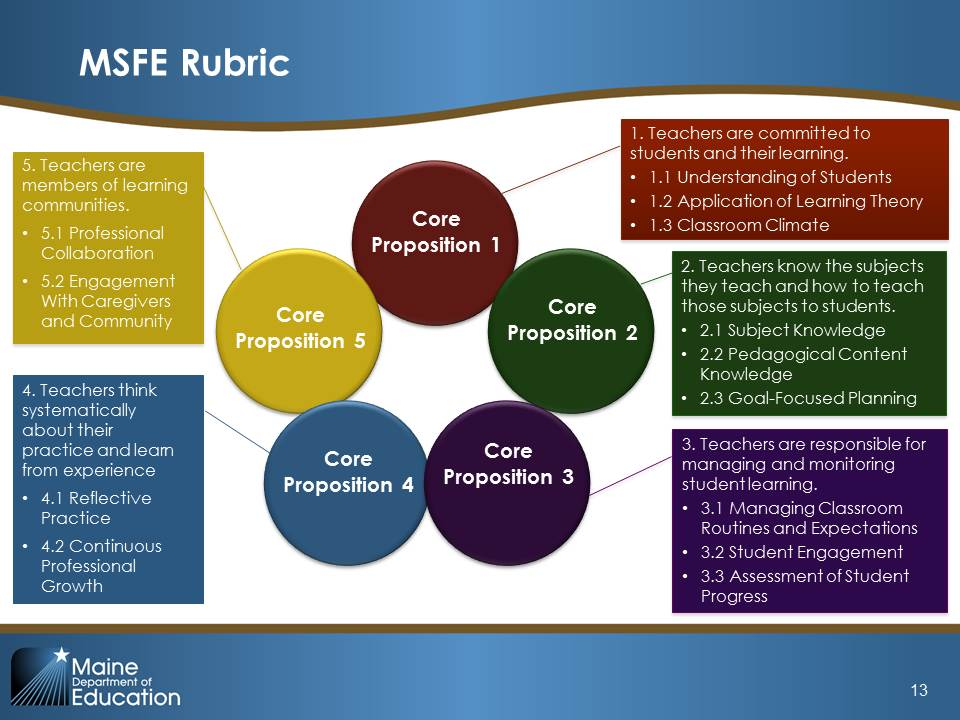 MSFE Rubric
1. Teachers are committed to
students and their learning.
• 1.1 Understanding of Students
• 1.2 Application of Learning Theory
• 1.3 Classroom Climate
5. Teachers are
members of learning
communities.
• 5.1 Professional
Collaboration
• 5.2 Engagement
With Caregivers
and Community
Core
Proposition 1
Core
Proposition 5
Core
Proposition 2
2. Teachers know the subjects
they teach and how to teach
those subjects to students.
• 2.1 Subject Knowledge
• 2.2 Pedagogical Content
Knowledge
• 2.3 Goal-Focused Planning
4. Teachers think
systematically
about their
practice and learn
from experience
• 4.1 Reflective
Practice
• 4.2 Continuous
Professional
Growth
Core
Proposition 4
Core
Proposition 3
3. Teachers are responsible for
managing and monitoring
student learning.
• 3.1 Managing Classroom
Routines and Expectations
• 3.2 Student Engagement
• 3.3 Assessment of Student
Progress
Maine
Department of
Education
13